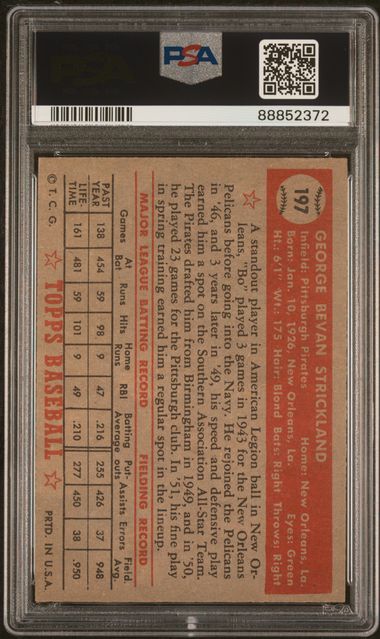 PSA
88852372
197
GEORGE BEVAN STRICKLAND
Infield: Pittsburgh Pirates Home: New Orleans, La.
Born: Jan. 10, 1926, New Orleans, La. Eyes: Green
Ht.: 6'1" Wt.: 175 Hair: Blond Bats: Right Throws: Right
A standout player in American Legion ball in New Or-
leans, "Bo" played 3 games in 1943 for the New Orleans
Pelicans before going into the Navy. He rejoined the Pelicans
in '46, and 3 years later in '49, his speed and defensive play
earned him a spot on the Southern Association All-Star Team.
The Pirates drafted him from Birmingham in 1949, and in '50,
he played 23 games for the Pittsburgh club. In '51, his fine play
in spring training earned him a regular spot in the lineup.
MAJOR LEAGUE BATTING RECORD FIELDING RECORD
Games At Bat Runs Hits Home Runs RBI Batting Average Put-outs Assists Errors Field. Avg.
PAST YEAR 138 454 59 98 9 47 .216 255 426 37 .948
LIFE-TIME 161 481 59 101 9 49 .210 277 450 38 .950
© T. C. G. TOPPS BASEBALL PRTD. IN U.S.A.